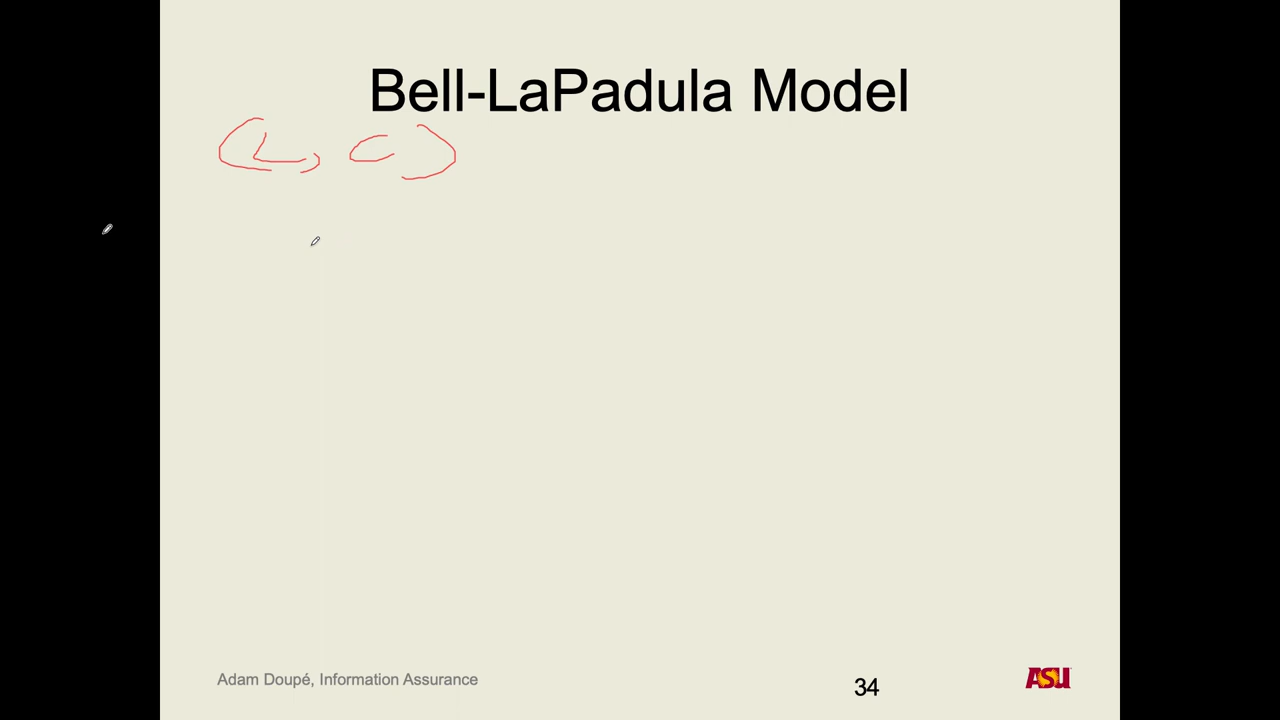 Bell-LaPadula Model
(L, C)
Adam Doupé, Information Assurance
34
ASU